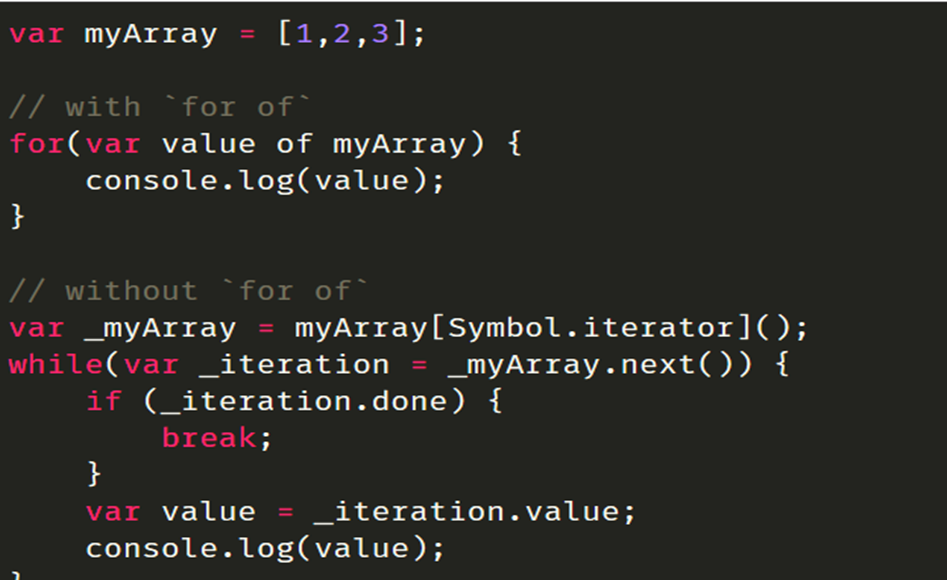 var myArray = [1,2,3];
// with `for of`
for(var value of myArray) {
    console.log(value);
}
// without `for of`
var _myArray = myArray[Symbol.iterator]();
while(var _iteration = _myArray.next()) {
    if (_iteration.done) {
        break;
    }
    var value = _iteration.value;
    console.log(value);
}